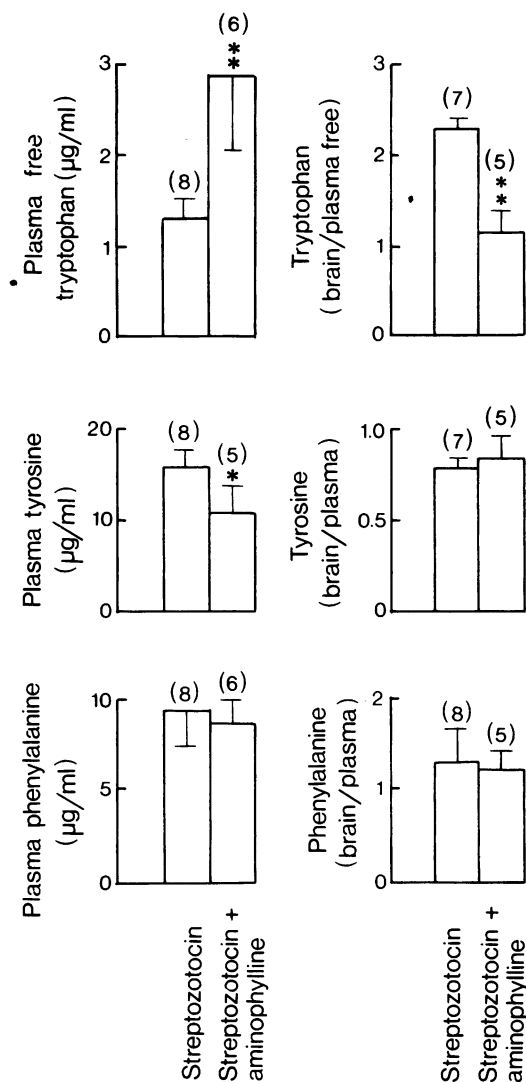 Plasma free
tryptophan (µg/ml)
3
2
1
0
(8)
(6)
**
Tryptophan
(brain/plasma free)
3
2
1
0
(7)
(5)
**
Plasma tyrosine
(µg/ml)
20
10
0
(8)
(5)
*
Tyrosine
(brain/plasma)
1.0
0.5
0
(7)
(5)
Plasma phenylalanine
(µg/ml)
10
5
0
(8)
(6)
Phenylalanine
(brain/plasma)
2
1
0
(8)
(5)
Streptozotocin
Streptozotocin +
aminophylline
Streptozotocin
Streptozotocin +
aminophylline